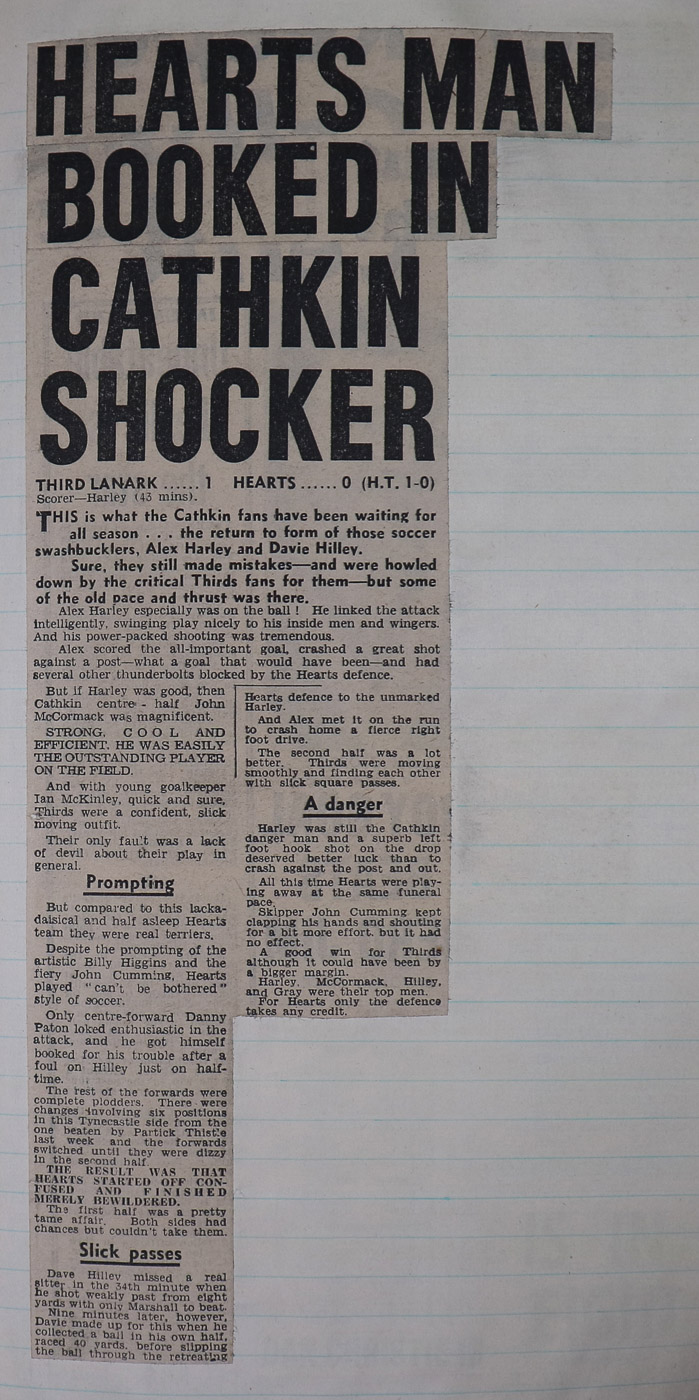 HEARTS MAN
BOOKED IN
CATHKIN
SHOCKER
THIRD LANARK ...... 1 HEARTS ...... 0 (H.T. 1-0)
Scorer—Harley (43 mins).
THIS is what the Cathkin fans have been waiting for
all season . . . the return to form of those soccer
swashbucklers, Alex Harley and Davie Hilley.
Sure, they still made mistakes—and were howled
down by the critical Thirds fans for them—but some
of the old pace and thrust was there.
Alex Harley especially was on the ball ! He linked the attack
intelligently, swinging play nicely to his inside men and wingers.
And his power-packed shooting was tremendous.
Alex scored the all-important goal, crashed a great shot
against a post—what a goal that would have been—and had
several other thunderbolts blocked by the Hearts defence.
But if Harley was good, then
Cathkin centre - half John
McCormack was magnificent.
STRONG, COOL AND
EFFICIENT, HE WAS EASILY
THE OUTSTANDING PLAYER
ON THE FIELD.
And with young goalkeeper
Ian McKinley, quick and sure,
Thirds were a confident, slick
moving outfit.
Their only fault was a lack
of devil about their play in
general.
Prompting
But compared to this lacka-
daisical and half asleep Hearts
team they were real terriers.
Despite the prompting of the
artistic Billy Higgins and the
fiery John Cumming, Hearts
played "can't be bothered"
style of soccer.
Only centre-forward Danny
Paton loked enthusiastic in the
attack, and he got himself
booked for his trouble after a
foul on Hilley just on half-
time.
The rest of the forwards were
complete plodders. There were
changes involving six positions
in this Tynecastle side from the
one beaten by Partick Thistle
last week and the forwards
switched until they were dizzy
in the second half.
THE RESULT WAS THAT
HEARTS STARTED OFF CON-
FUSED AND FINISHED
MERELY BEWILDERED.
The first half was a pretty
tame affair. Both sides had
chances but couldn't take them.
Slick passes
Dave Hilley missed a real
sitter in the 34th minute when
he shot weakly past from eight
yards with only Marshall to beat.
Nine minutes later, however,
Davie made up for this when he
collected a ball in his own half,
raced 40 yards, before slipping
the ball through the retreating
Hearts defence to the unmarked
Harley.
And Alex met it on the run
to crash home a fierce right
foot drive.
The second half was a lot
better. Thirds were moving
smoothly and finding each other
with slick square passes.
A danger
Harley was still the Cathkin
danger man and a superb left
foot hook shot on the drop
deserved better luck than to
crash against the post and out.
All this time Hearts were play-
ing away at the same funeral
pace.
Skipper John Cumming kept
clapping his hands and shouting
for a bit more effort, but it had
no effect.
A good win for Thirds
although it could have been by
a bigger margin.
Harley, McCormack, Hilley,
and Gray were their top men.
For Hearts only the defence
takes any credit.